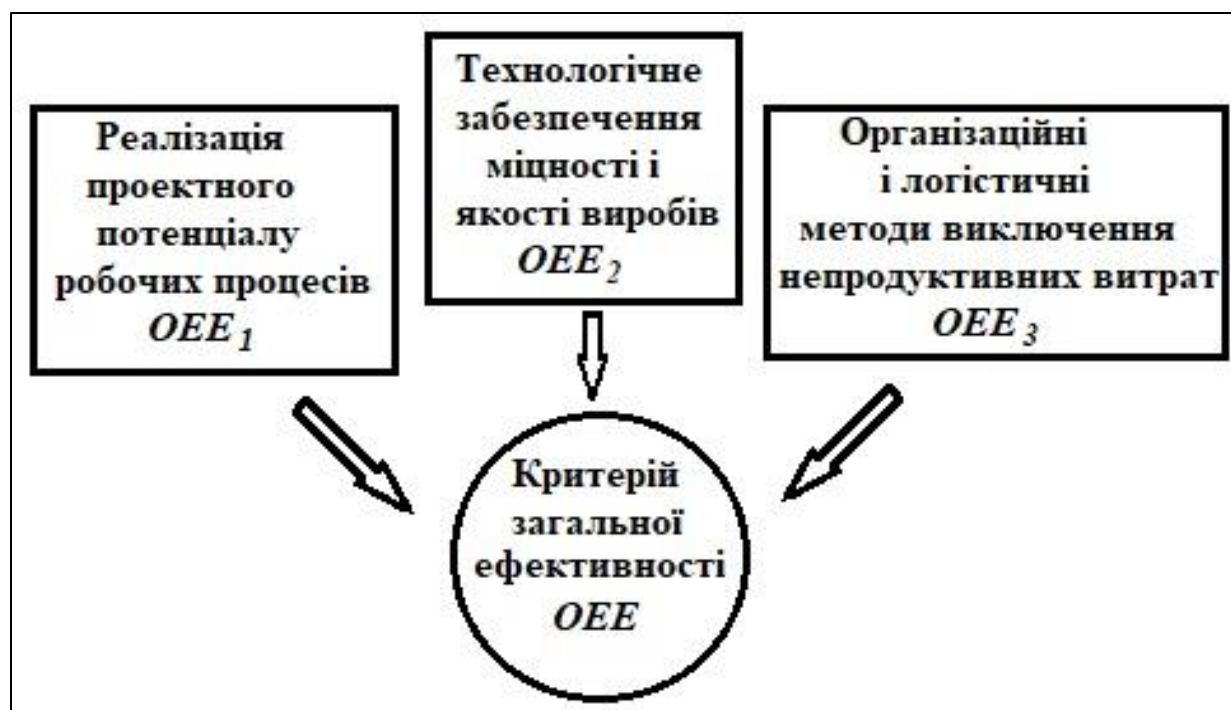 Реалізація
проектного
потенціалу
робочих процесів
OEE₁
Технологічне
забезпечення
міцності і
якості виробів
OEE₂
Організаційні
і логістичні
методи виключення
непродуктивних витрат
OEE₃
Критерій
загальної
ефективності
OEE